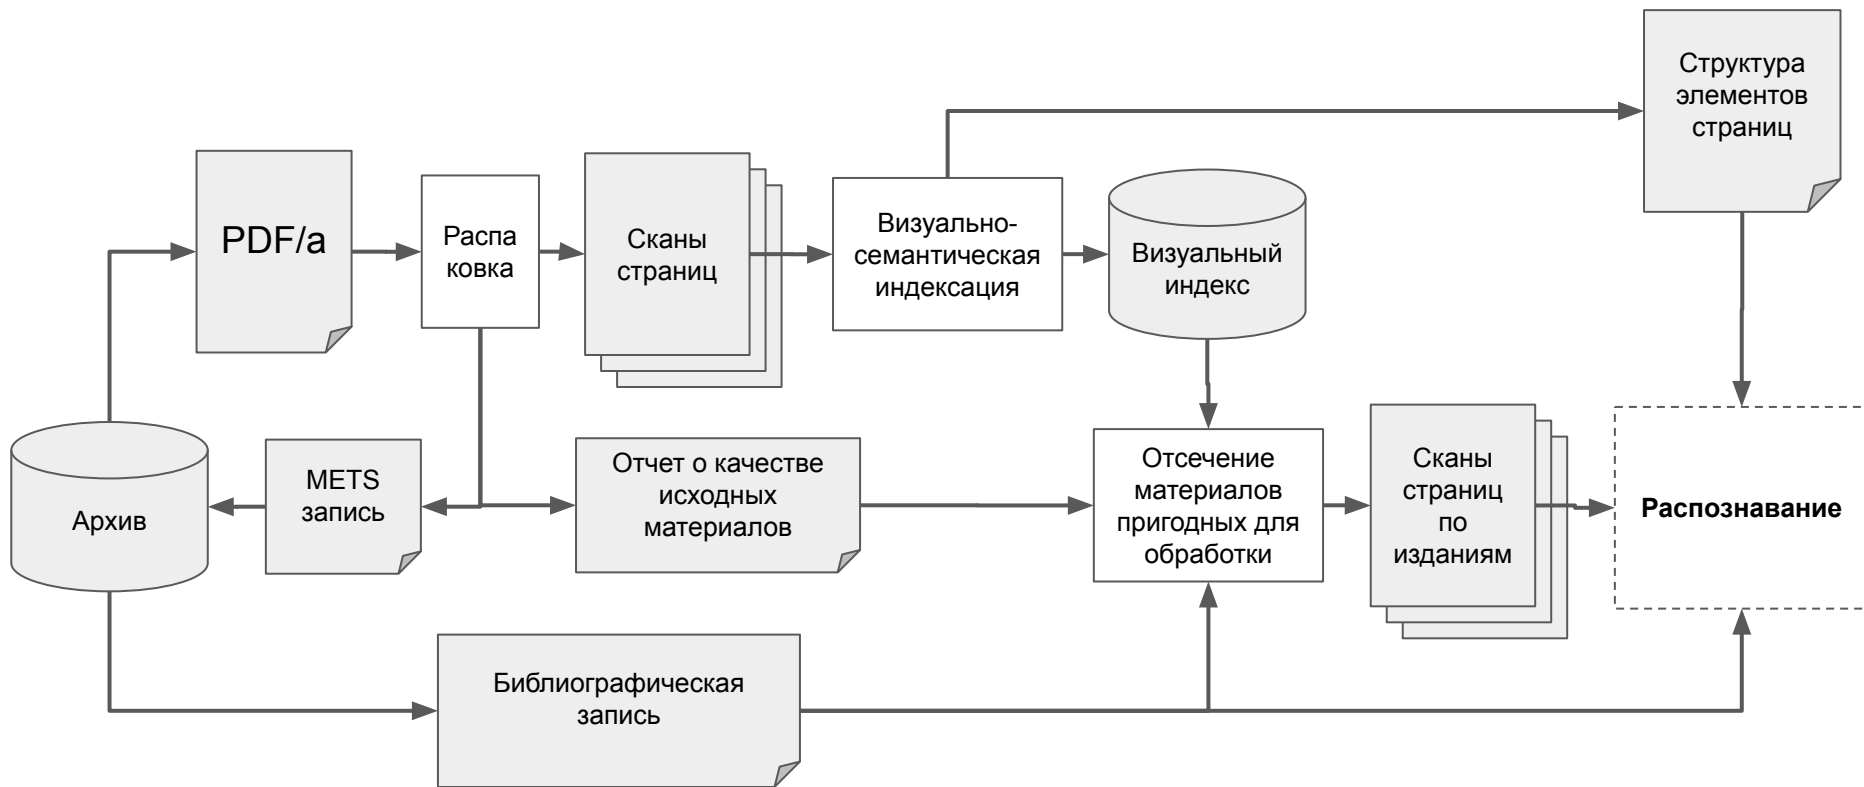 Структура
элементов
страниц
PDF/a
Распа
ковка
Сканы
страниц
Визуально-
семантическая
индексация
Визуальный
индекс
Архив
METS
запись
Отчет о качестве
исходных
материалов
Отсечение
материалов
пригодных для
обработки
Сканы
страниц
по
изданиям
Распознавание
Библиографическая
запись